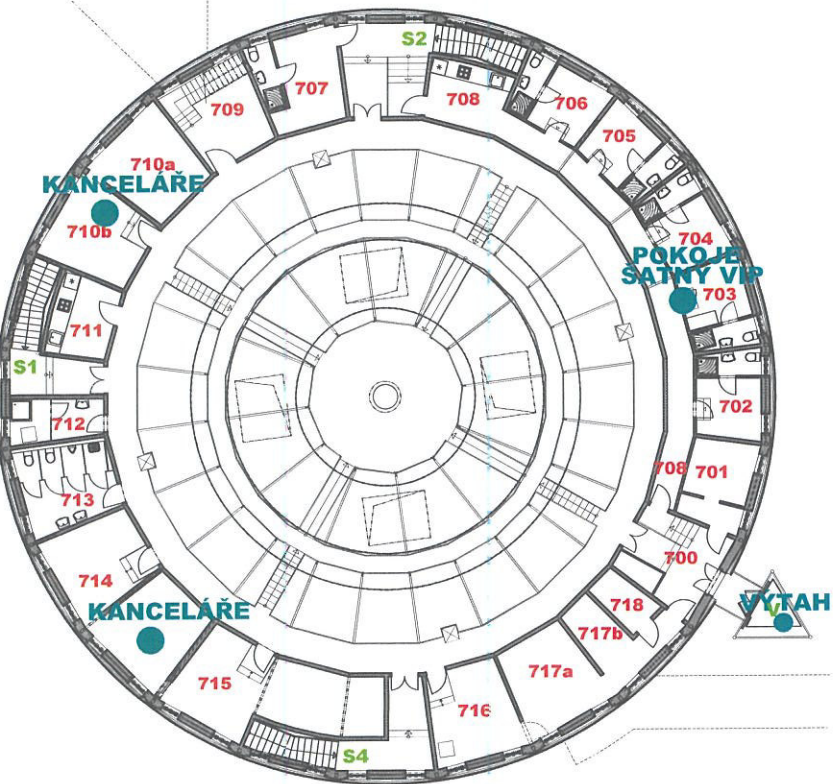 S2
707
708
706
709
705
710a
KANCELÁŘE
710b
704
POKOJE
ŠATNY VIP
703
711
S1
702
712
708
701
713
700
714
718
KANCELÁŘE
VÝTAH
V
717b
717a
715
716
S4